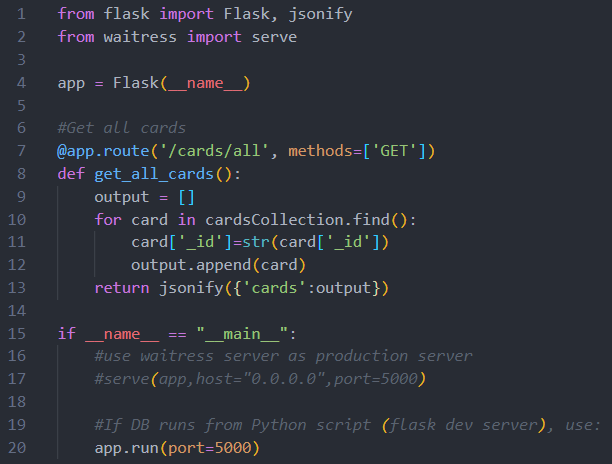 1 from flask import Flask, jsonify
2 from waitress import serve
3
4 app = Flask(__name__)
5
6 #Get all cards
7 @app.route('/cards/all', methods=['GET'])
8 def get_all_cards():
9     output = []
10     for card in cardsCollection.find():
11         card['_id']=str(card['_id'])
12         output.append(card)
13     return jsonify({'cards':output})
14
15 if __name__ == "__main__":
16     #use waitress server as production server
17     #serve(app,host="0.0.0.0",port=5000)
18
19     #If DB runs from Python script (flask dev server), use:
20     app.run(port=5000)